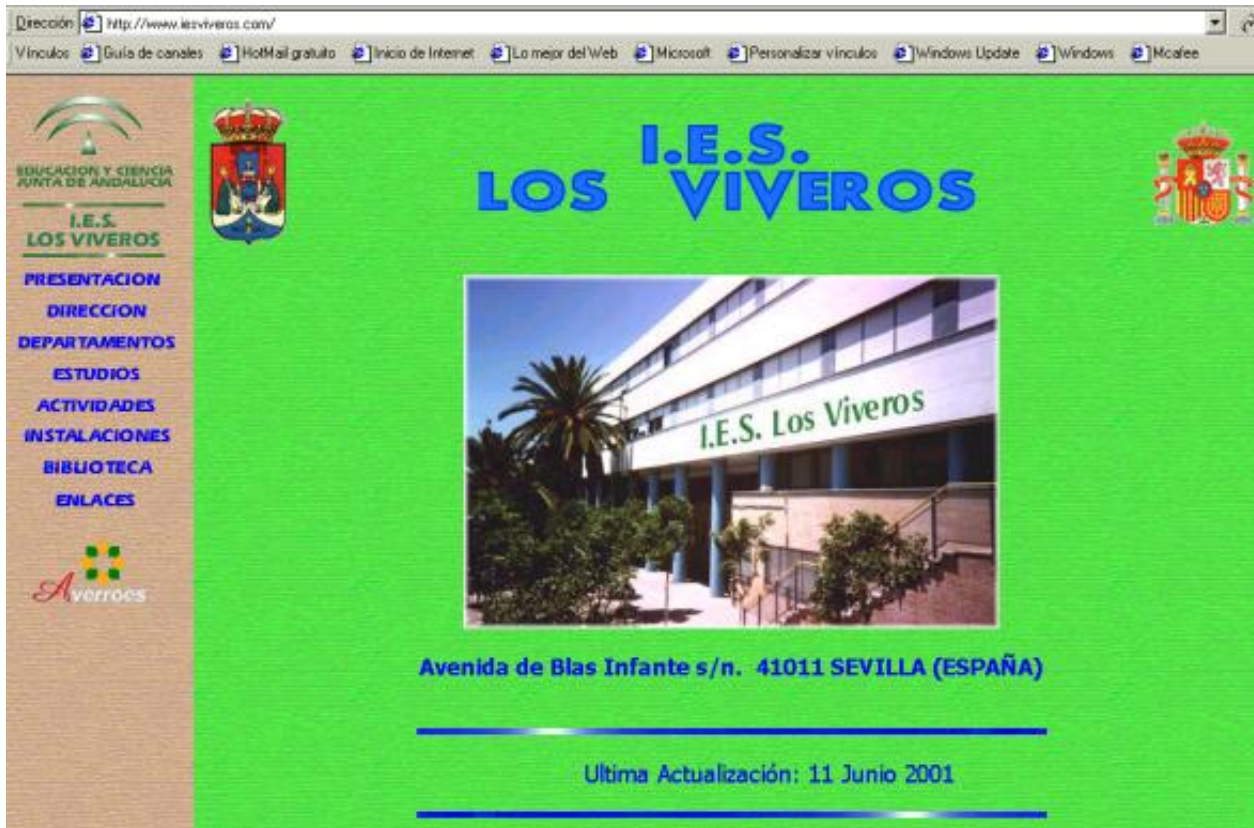 Dirección http://www.iesviveros.com/
Vínculos Guía de canales HotMail gratuito Inicio de Internet Lo mejor del Web Microsoft Personalizar vínculos Windows Update Windows Mcafee
EDUCACION Y CIENCIA
JUNTA DE ANDALUCIA
I.E.S.
LOS VIVEROS
PRESENTACION
DIRECCION
DEPARTAMENTOS
ESTUDIOS
ACTIVIDADES
INSTALACIONES
BIBLIOTECA
ENLACES
Averroes
I.E.S.
LOS VIVEROS
I.E.S. Los Viveros
Avenida de Blas Infante s/n. 41011 SEVILLA (ESPAÑA)
Ultima Actualización: 11 Junio 2001